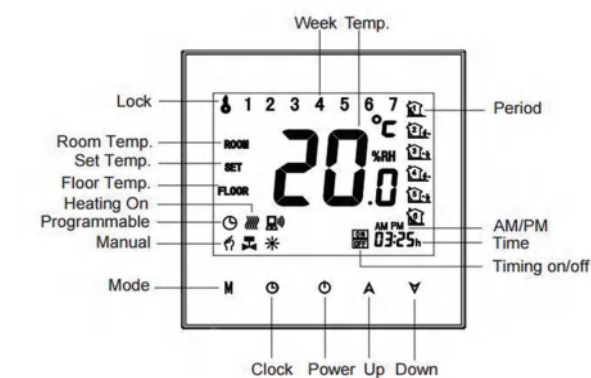 Week Temp.
Lock
1 2 3 4 5 6 7
Period
°C
Room Temp.
ROOM
Set Temp.
SET
%RH
20.0
Floor Temp.
FLOOR
Heating On
Programmable
AM PM
AM/PM
Manual
ON
OFF
03:25h
Time
Timing on/off
Mode
M
Clock Power Up Down